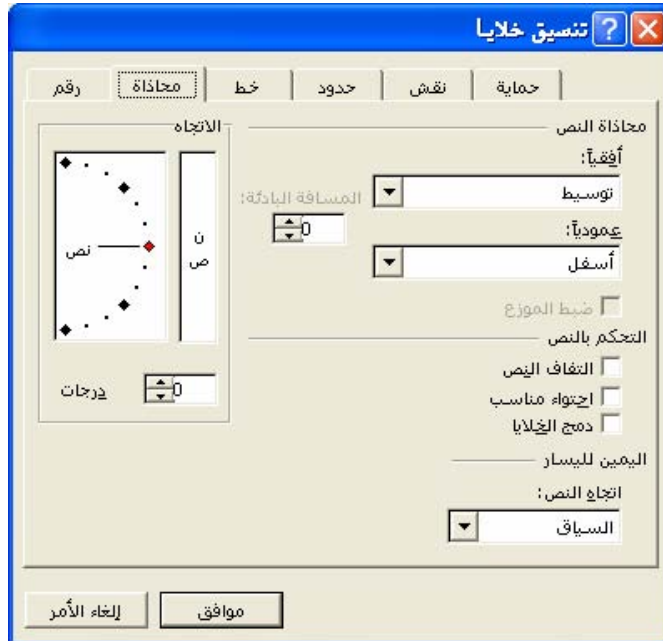 تنسيق خلايا
رقم
محاذاة
خط
حدود
نقش
حماية
محاذاة النص
أفقياً:
توسيط
المسافة البادئة:
0
عمودياً:
أسفل
ضبط الموزع
التحكم بالنص
التفاف النص
احتواء مناسب
دمج الخلايا
اليمين لليسار
اتجاه النص:
السياق
الاتجاه
ن
ص
نص
0
درجات
موافق
إلغاء الأمر